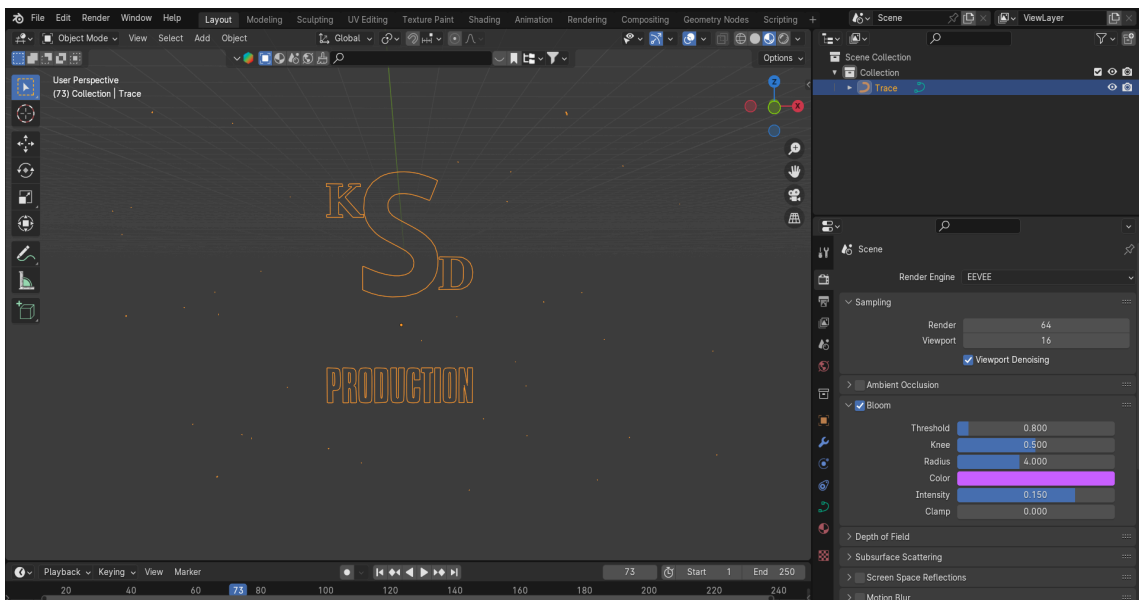 File Edit Render Window Help Layout Modeling Sculpting UV Editing Texture Paint Shading Animation Rendering Compositing Geometry Nodes Scripting + Scene ViewLayer
Object Mode View Select Add Object Global
Options
User Perspective
(73) Collection | Trace
Z
X
K
S
D
PRODUCTION
Scene Collection
Collection
Trace
Scene
Render Engine EEVEE
Sampling
Render 64
Viewport 16
Viewport Denoising
Ambient Occlusion
Bloom
Threshold 0.800
Knee 0.500
Radius 4.000
Color
Intensity 0.150
Clamp 0.000
Depth of Field
Subsurface Scattering
Screen Space Reflections
Motion Blur
Playback Keying View Marker 73 Start 1 End 250
20 40 60 73 80 100 120 140 160 180 200 220 240